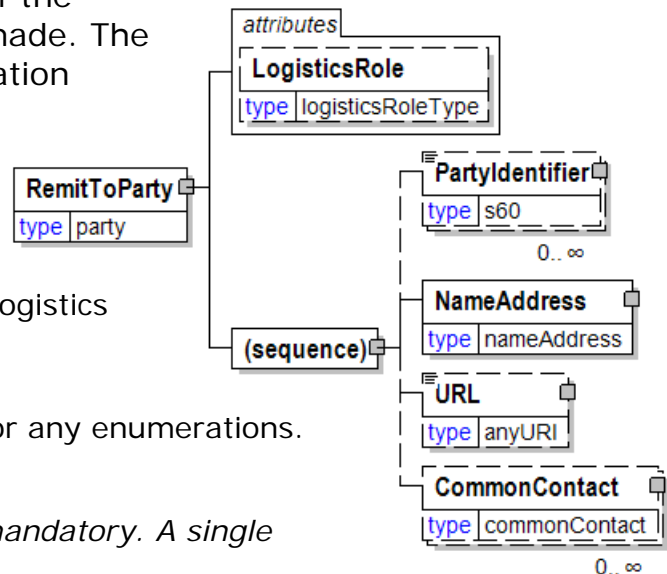 made. The
ation
ogistics
or any enumerations.
mandatory. A single
attributes
LogisticsRole
type logisticsRoleType
RemitToParty
type party
(sequence)
PartyIdentifier
type s60
0.. ∞
NameAddress
type nameAddress
URL
type anyURI
CommonContact
type commonContact
0.. ∞